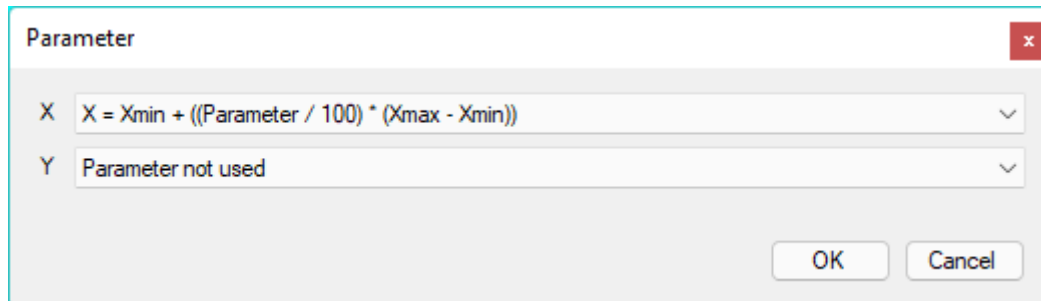 Parameter
x
X X = Xmin + ((Parameter / 100) * (Xmax - Xmin))
Y Parameter not used
OK Cancel